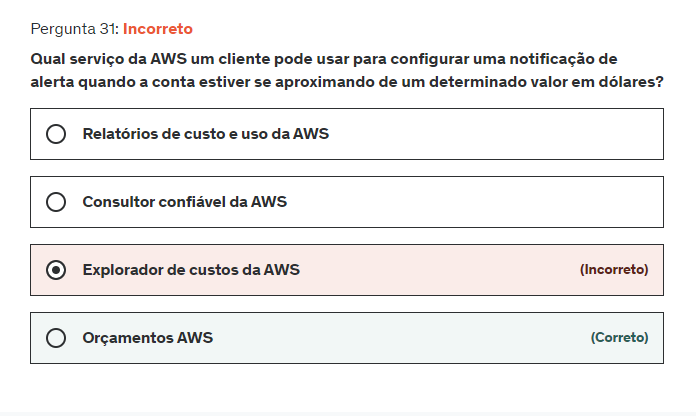 Pergunta 31: Incorreto
Qual serviço da AWS um cliente pode usar para configurar uma notificação de
alerta quando a conta estiver se aproximando de um determinado valor em dólares?
Relatórios de custo e uso da AWS
Consultor confiável da AWS
Explorador de custos da AWS (Incorreto)
Orçamentos AWS (Correto)